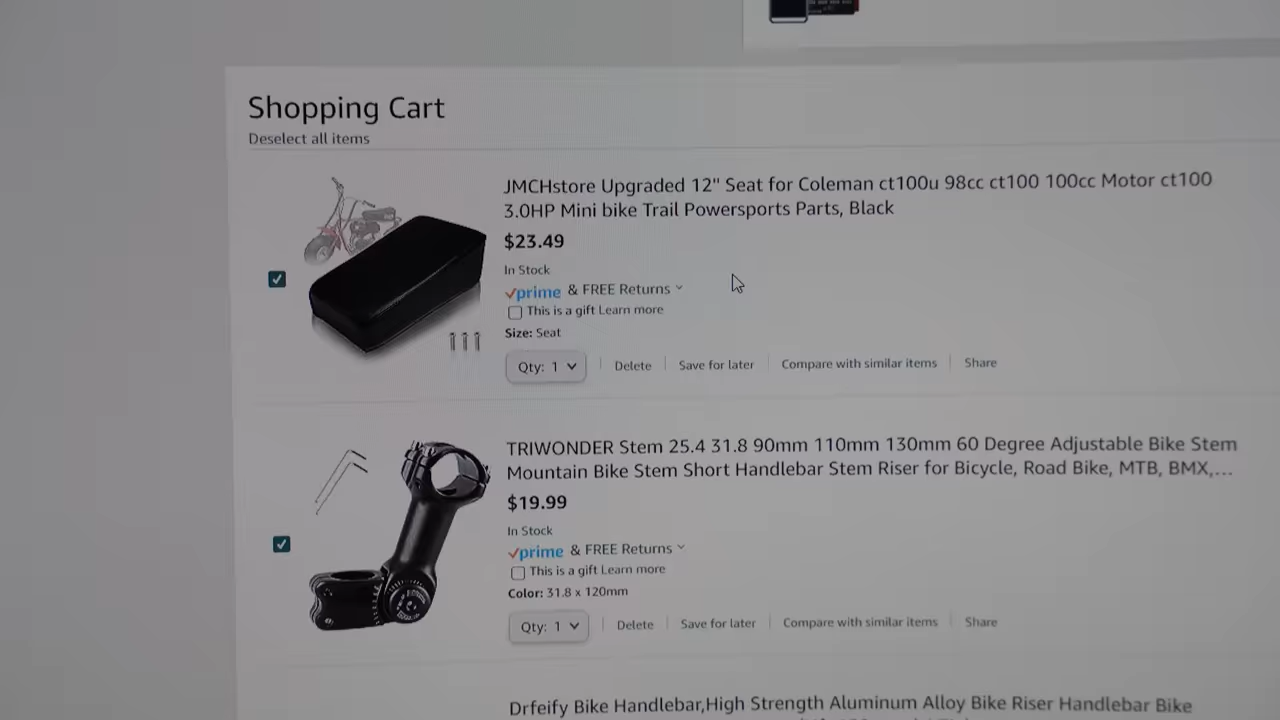 Shopping Cart
Deselect all items
JMCHstore Upgraded 12" Seat for Coleman ct100u 98cc ct100 100cc Motor ct100
3.0HP Mini bike Trail Powersports Parts, Black
$23.49
In Stock
prime & FREE Returns
This is a gift Learn more
Size: Seat
Qty: 1 Delete Save for later Compare with similar items Share
TRIWONDER Stem 25.4 31.8 90mm 110mm 130mm 60 Degree Adjustable Bike Stem
Mountain Bike Stem Short Handlebar Stem Riser for Bicycle, Road Bike, MTB, BMX,...
$19.99
In Stock
prime & FREE Returns
This is a gift Learn more
Color: 31.8 x 120mm
Qty: 1 Delete Save for later Compare with similar items Share
Drfeify Bike Handlebar,High Strength Aluminum Alloy Bike Riser Handlebar Bike